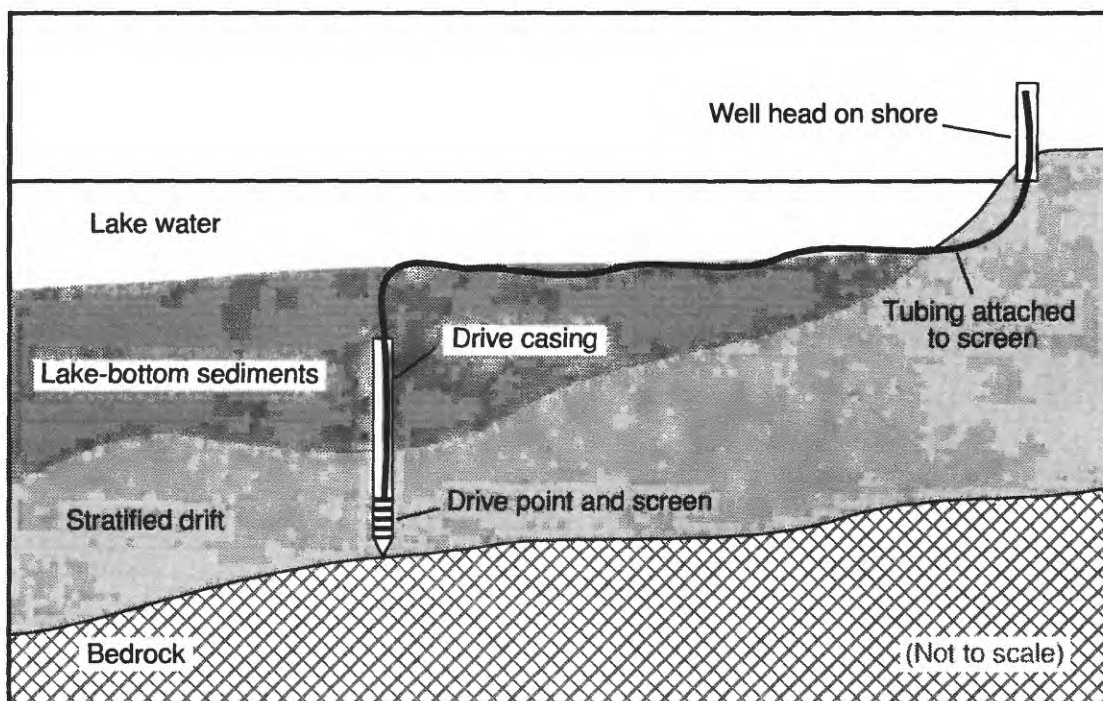 Well head on shore
Lake water
Tubing attached
to screen
Drive casing
Lake-bottom sediments
Drive point and screen
Stratified drift
Bedrock
(Not to scale)